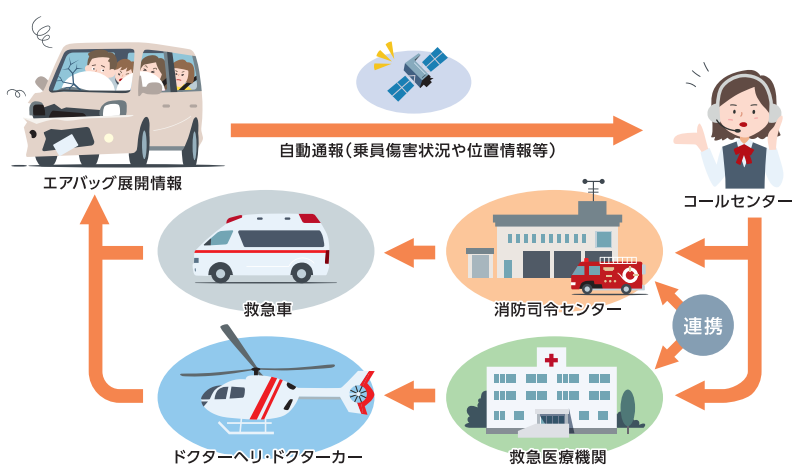 自動通報(乗員傷害状況や位置情報等)
エアバッグ展開情報
コールセンター
救急車
消防司令センター
連携
ドクターヘリ・ドクターカー
救急医療機関